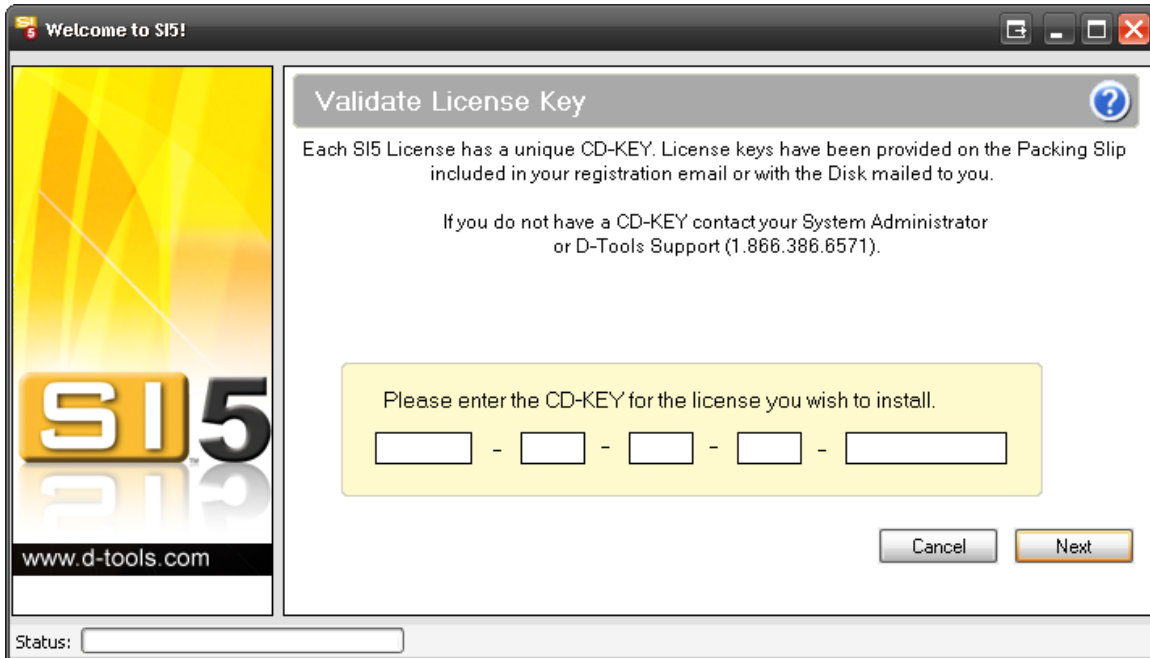 SI 5 Welcome to SI5!
Validate License Key ?
Each SI5 License has a unique CD-KEY. License keys have been provided on the Packing Slip
included in your registration email or with the Disk mailed to you.
If you do not have a CD-KEY contact your System Administrator
or D-Tools Support (1.866.386.6571).
SI5™
Please enter the CD-KEY for the license you wish to install.
- - - -
Cancel Next
www.d-tools.com
Status: